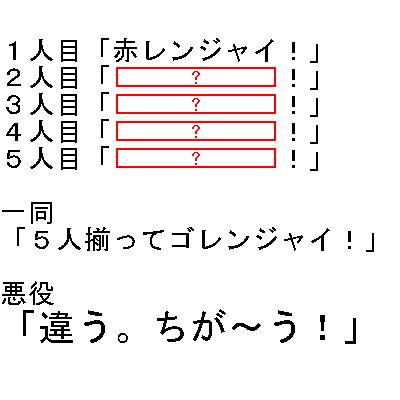 １人目「赤レンジャイ！」
２人目「？！」
３人目「？！」
４人目「？！」
５人目「？！」
一同
「５人揃ってゴレンジャイ！」
悪役
「違う。ちが～う！」